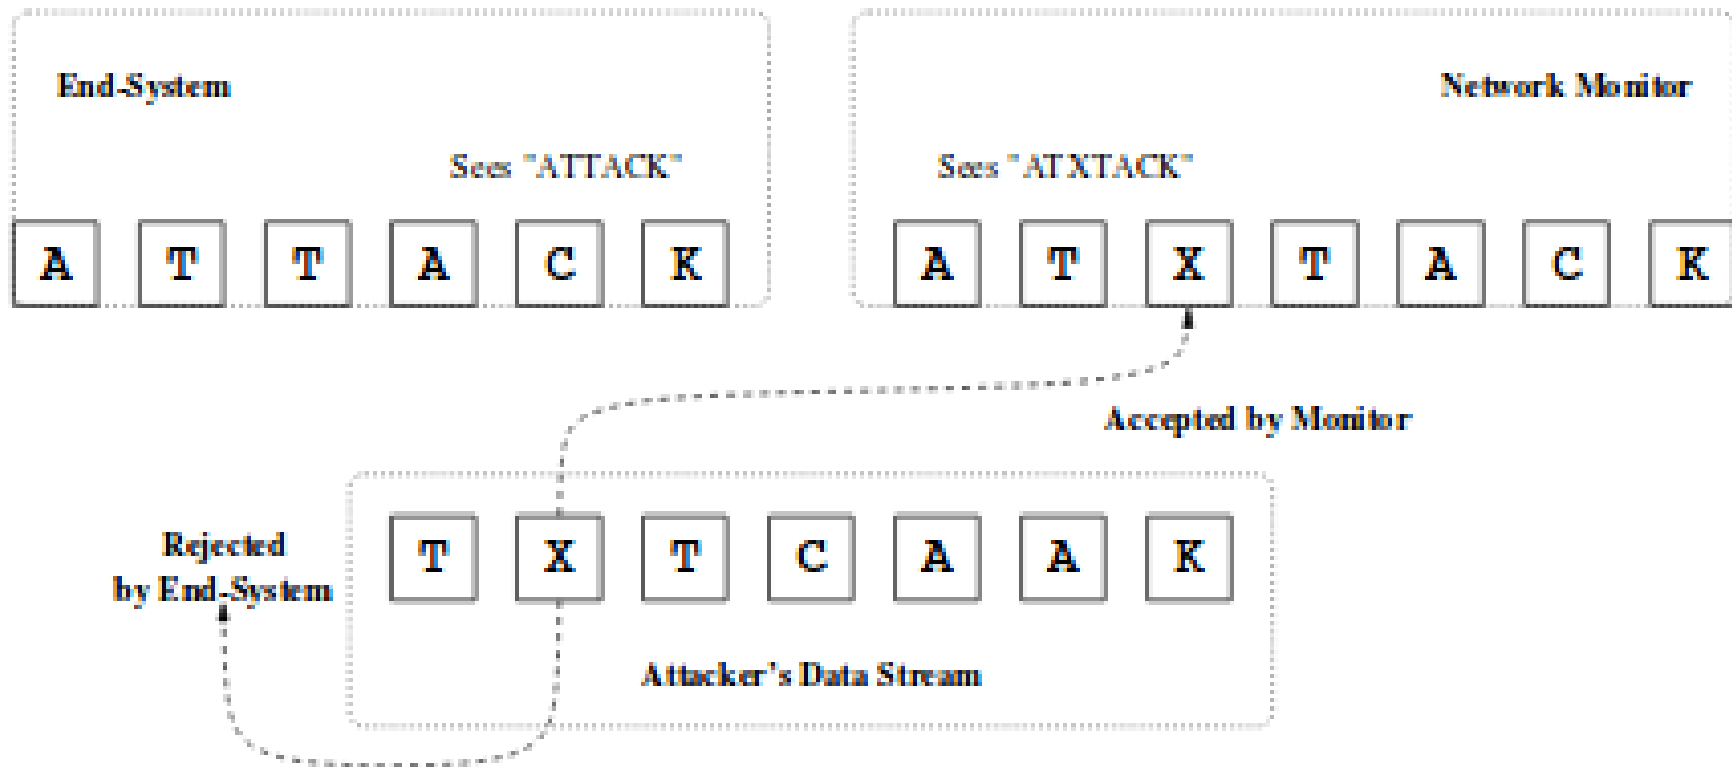 End-System
Network Monitor
Sees "ATTACK"
Sees "ATXTACK"
A T T A C K
A T X T A C K
Accepted by Monitor
T X T C A A K
Rejected
by End-System
Attacker's Data Stream